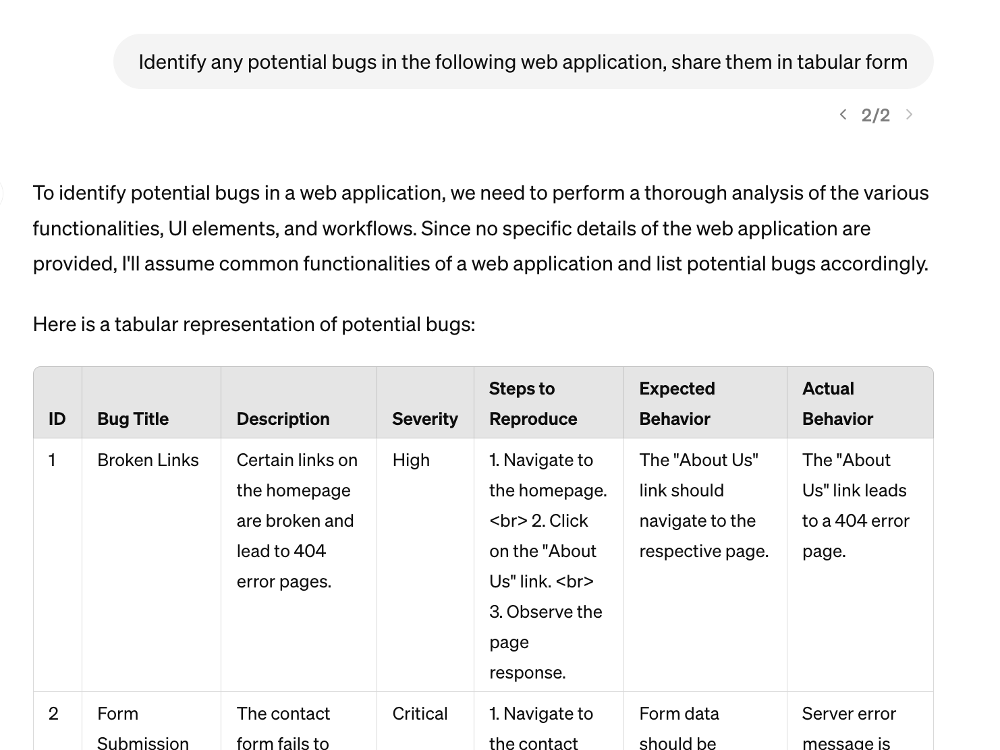 Identify any potential bugs in the following web application, share them in tabular form
2/2
To identify potential bugs in a web application, we need to perform a thorough analysis of the various
functionalities, UI elements, and workflows. Since no specific details of the web application are
provided, I'll assume common functionalities of a web application and list potential bugs accordingly.
Here is a tabular representation of potential bugs:
ID
Bug Title
Description
Severity
Steps to
Reproduce
Expected
Behavior
Actual
Behavior
1
Broken Links
Certain links on
the homepage
are broken and
lead to 404
error pages.
High
1. Navigate to
the homepage.
<br> 2. Click
on the "About
Us" link. <br>
3. Observe the
page
response.
The "About Us"
link should
navigate to the
respective page.
The "About
Us" link leads
to a 404 error
page.
2
Form
Submission
The contact
form fails to
Critical
1. Navigate to
the contact
Form data
should be
Server error
message is